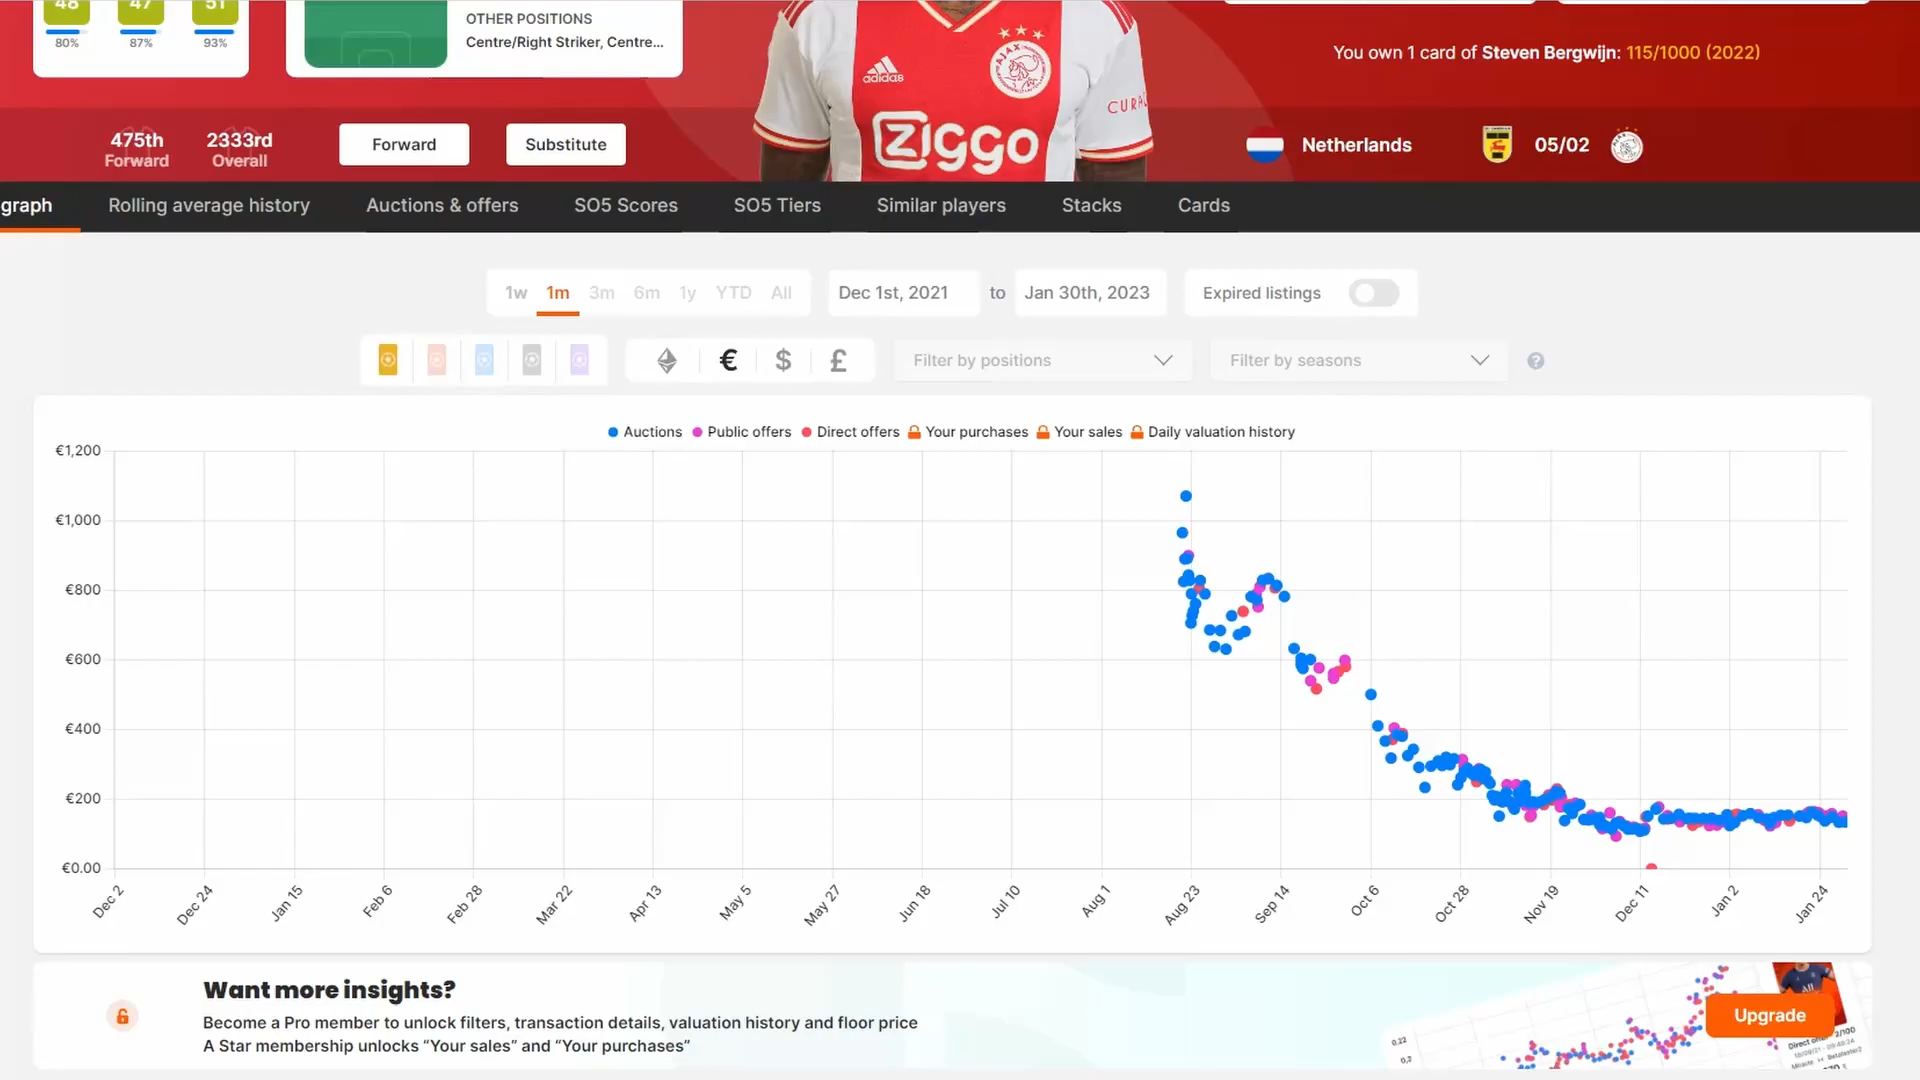 48 47 51
80% 87% 93%
OTHER POSITIONS
Centre/Right Striker, Centre...
adidas
AJAX
CURA
ZIGGO
You own 1 card of Steven Bergwijn: 115/1000 (2022)
475th 2333rd
Forward Overall
Forward Substitute
Netherlands 05/02
graph Rolling average history Auctions & offers SO5 Scores SO5 Tiers Similar players Stacks Cards
1w 1m 3m 6m 1y YTD All Dec 1st, 2021 to Jan 30th, 2023 Expired listings
€ $ £ Filter by positions Filter by seasons ?
Auctions Public offers Direct offers Your purchases Your sales Daily valuation history
€1,200
€1,000
€800
€600
€400
€200
€0.00
Dec 2 Dec 24 Jan 15 Feb 6 Feb 28 Mar 22 Apr 13 May 5 May 27 Jun 18 Jul 10 Aug 1 Aug 23 Sep 14 Oct 6 Oct 28 Nov 19 Dec 11 Jan 2 Jan 24
Want more insights?
Become a Pro member to unlock filters, transaction details, valuation history and floor price
A Star membership unlocks “Your sales” and “Your purchases”
Upgrade
0,22
0,2